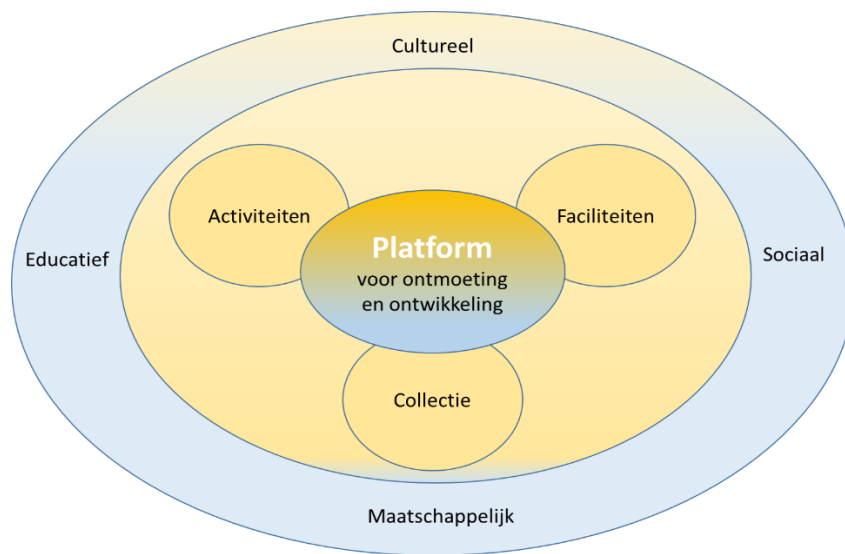 Cultureel
Activiteiten
Faciliteiten
Platform
voor ontmoeting
en ontwikkeling
Educatief
Sociaal
Collectie
Maatschappelijk